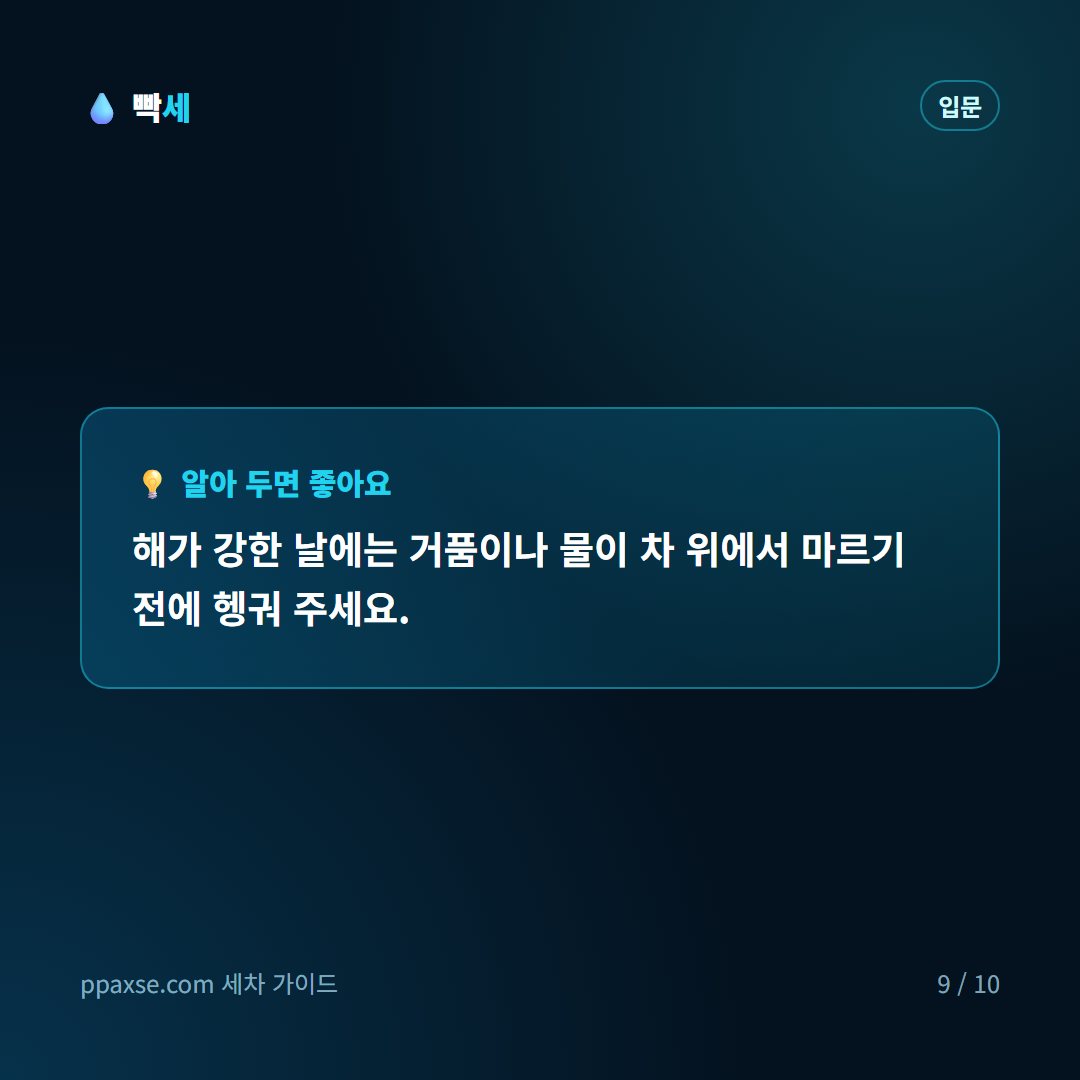 빡세
입문
알아 두면 좋아요
해가 강한 날에는 거품이나 물이 차 위에서 마르기
전에 헹궈 주세요.
ppaxse.com 세차 가이드
9 / 10